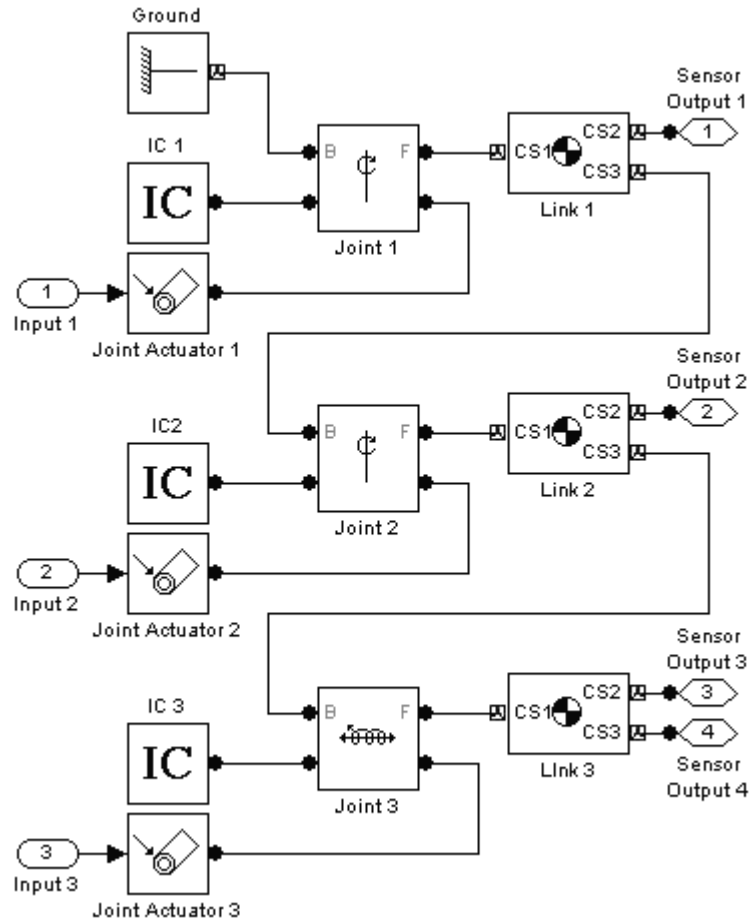 Ground
Sensor
Output 1
1
IC 1
IC
B
F
CS1
CS2
CS3
Joint 1
Link 1
1
Input 1
Joint Actuator 1
Sensor
Output 2
2
IC2
IC
B
F
CS1
CS2
CS3
Joint 2
Link 2
2
Input 2
Joint Actuator 2
Sensor
Output 3
3
IC 3
IC
B
F
CS1
CS2
CS3
4
Joint 3
LInk 3
Sensor
Output 4
3
Input 3
Joint Actuator 3